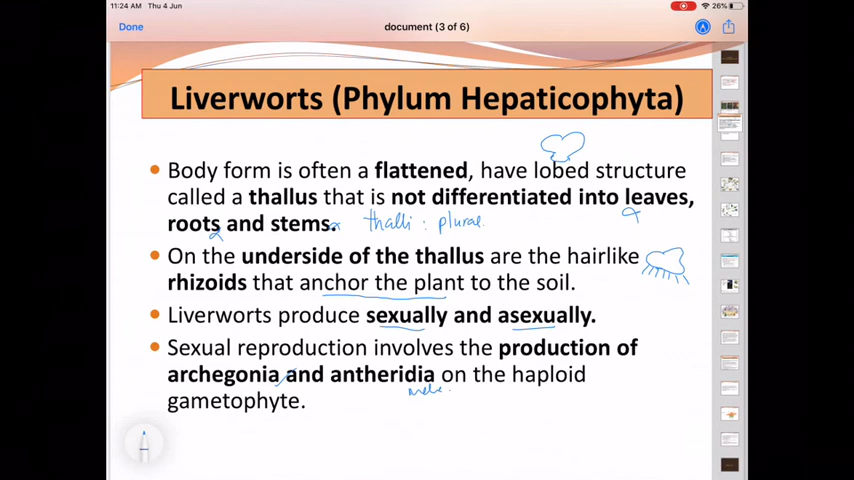 11:24 AM Thu 4 Jun
26%
Done
document (3 of 6)
Liverworts (Phylum Hepaticophyta)
• Body form is often a flattened, have lobed structure
called a thallus that is not differentiated into leaves,
roots and stems. thalli : plural.
• On the underside of the thallus are the hairlike
rhizoids that anchor the plant to the soil.
• Liverworts produce sexually and asexually.
• Sexual reproduction involves the production of
archegonia and antheridia on the haploid
male.
gametophyte.